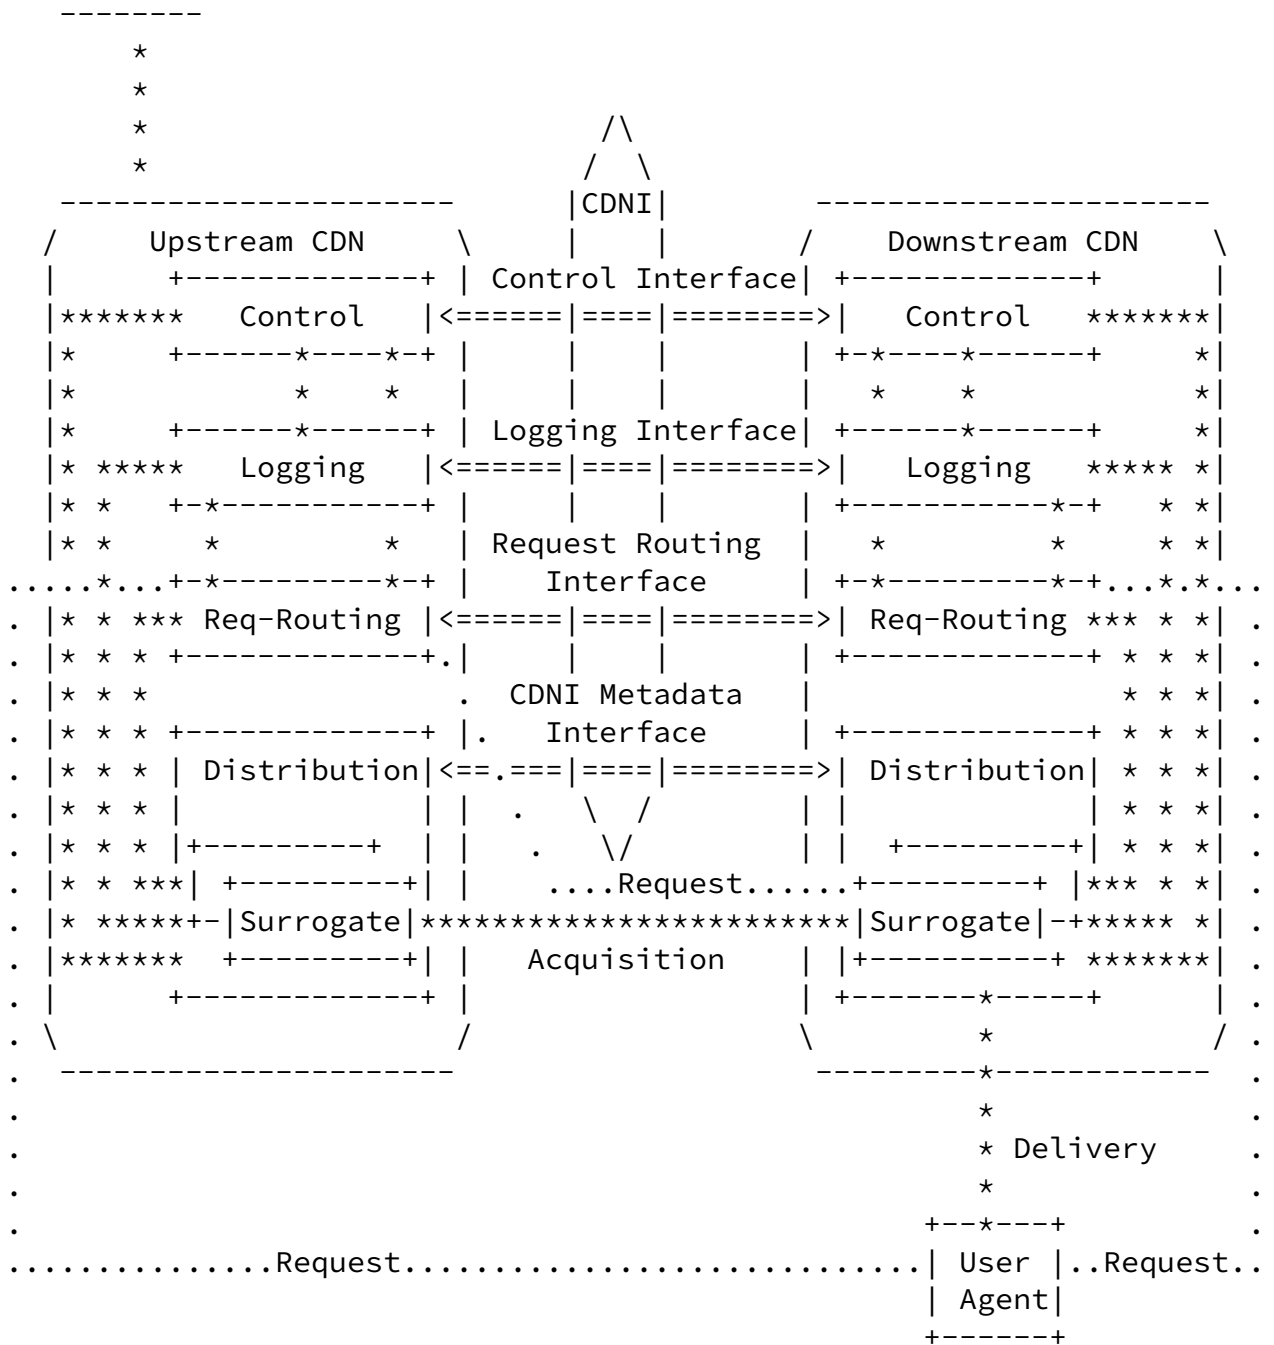 CDNI
Upstream CDN Downstream CDN
Control Interface
Control Control
Logging Interface
Logging Logging
Request Routing
Interface
Req-Routing Req-Routing
CDNI Metadata
Interface
Distribution Distribution
Request
Surrogate Surrogate
Acquisition
Delivery
Request User Request
Agent